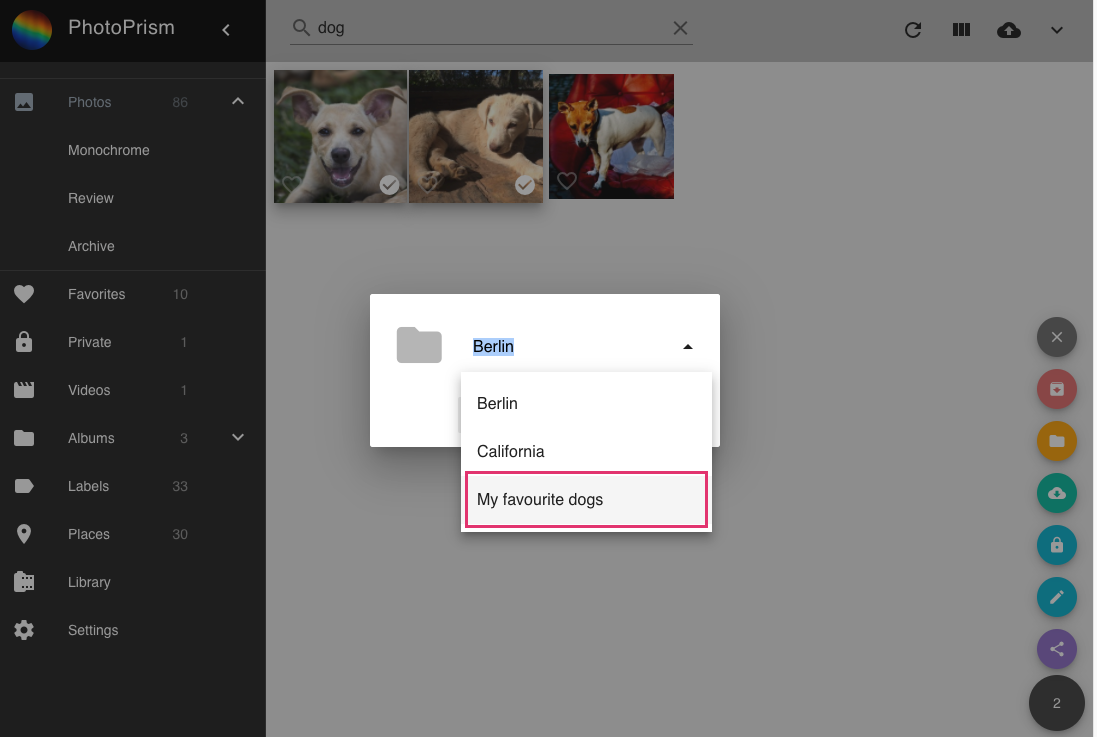 PhotoPrism
dog
Photos 86
Monochrome
Review
Archive
Favorites 10
Private 1
Videos 1
Albums 3
Labels 33
Places 30
Library
Settings
Berlin
Berlin
California
My favourite dogs
2